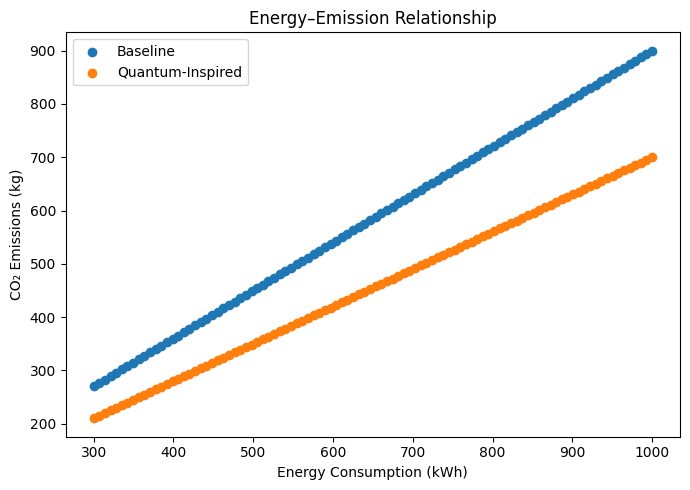 Energy–Emission Relationship
Baseline
Quantum-Inspired
CO₂ Emissions (kg)
900
800
700
600
500
400
300
200
300 400 500 600 700 800 900 1000
Energy Consumption (kWh)